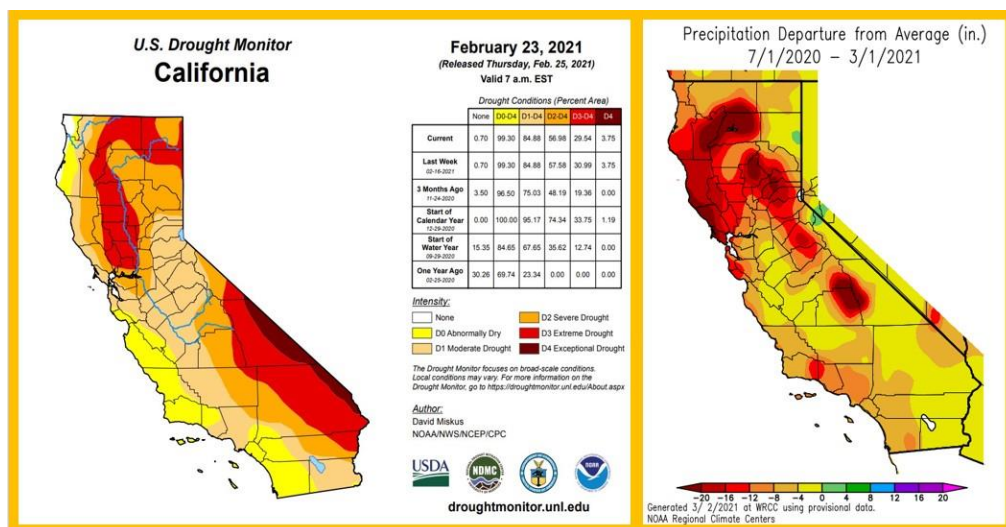 U.S. Drought Monitor
California
February 23, 2021
(Released Thursday, Feb. 25, 2021)
Valid 7 a.m. EST
Drought Conditions (Percent Area)
None D0-D4 D1-D4 D2-D4 D3-D4 D4
Current 0.70 99.30 84.88 56.98 29.54 3.75
Last Week 0.70 99.30 84.88 57.58 30.99 3.75
02-16-2021
3 Months Ago 3.50 96.50 75.03 48.19 19.36 0.00
11-24-2020
Start of
Calendar Year 0.00 100.00 95.17 74.34 33.75 1.19
12-29-2020
Start of
Water Year 15.35 84.65 67.65 35.62 12.74 0.00
09-29-2020
One Year Ago 30.26 69.74 23.34 0.00 0.00 0.00
02-25-2020
Intensity:
None
D0 Abnormally Dry
D1 Moderate Drought
D2 Severe Drought
D3 Extreme Drought
D4 Exceptional Drought
The Drought Monitor focuses on broad-scale conditions.
Local conditions may vary. For more information on the
Drought Monitor, go to https://droughtmonitor.unl.edu/About.aspx
Author:
David Miskus
NOAA/NWS/NCEP/CPC
USDA
NDMC
NOAA
droughtmonitor.unl.edu
Precipitation Departure from Average (in.)
7/1/2020 – 3/1/2021
-20 -16 -12 -8 -4 0 4 8 12 16 20
Generated 3/ 2/2021 at WRCC using provisional data.
NOAA Regional Climate Centers